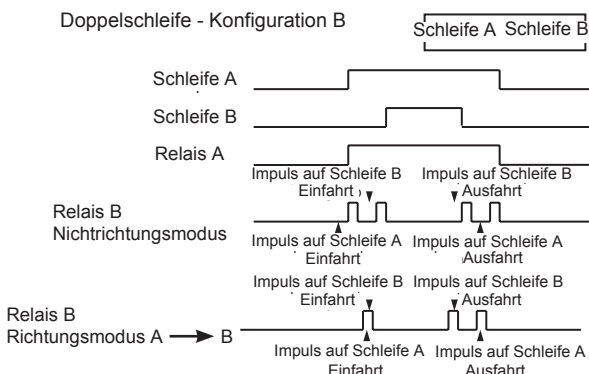 Doppelschleife - Konfiguration B
Schleife A Schleife B
Schleife A
Schleife B
Relais A
Impuls auf Schleife B Impuls auf Schleife B
Einfahrt Ausfahrt
Relais B
Nichtrichtungsmodus
Impuls auf Schleife A Impuls auf Schleife A
Einfahrt Ausfahrt
Impuls auf Schleife B Impuls auf Schleife B
Einfahrt Ausfahrt
Relais B
Richtungsmodus A B
Impuls auf Schleife A Impuls auf Schleife A
Einfahrt Ausfahrt